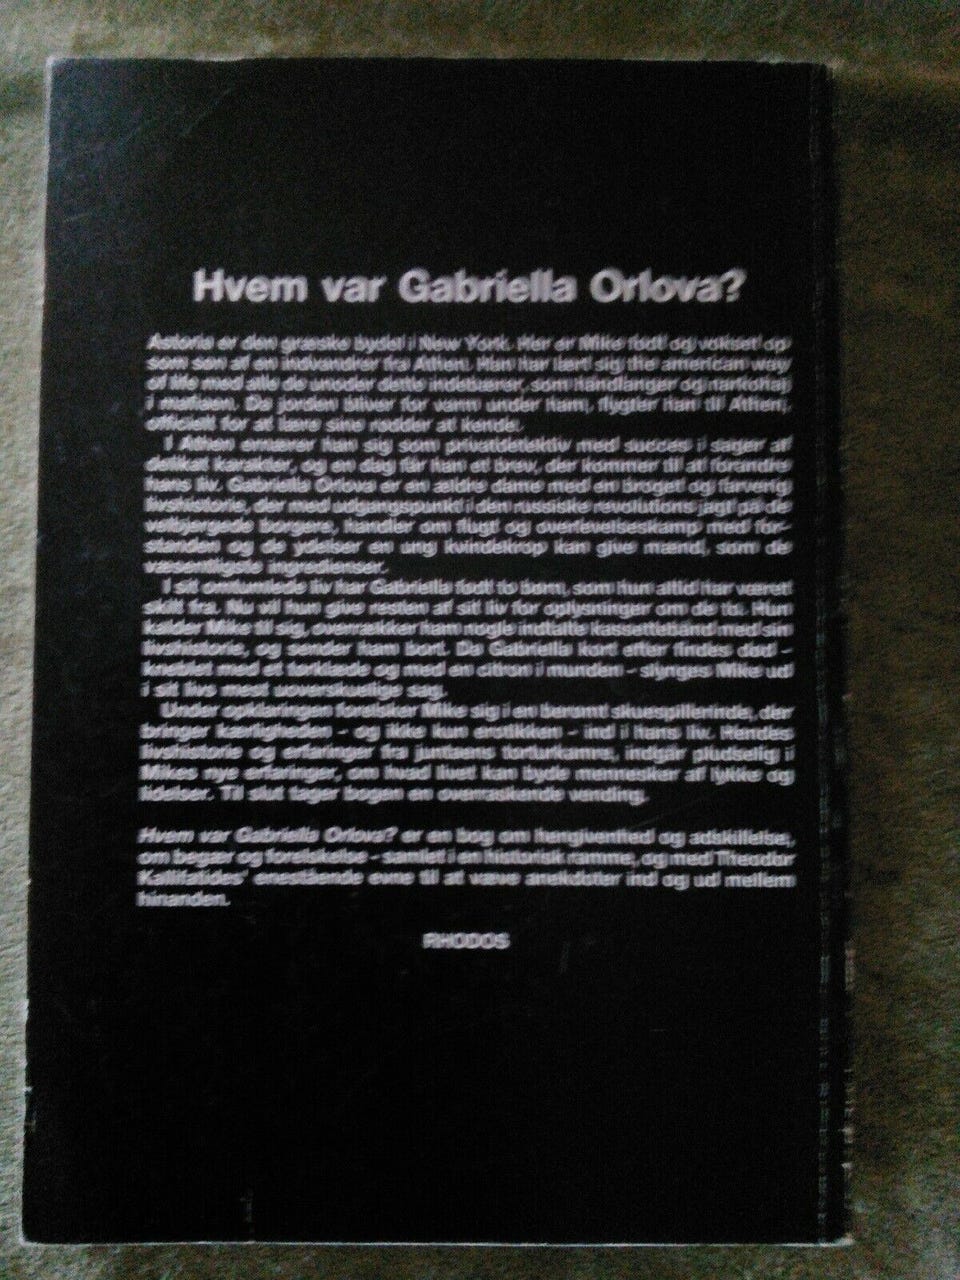 Hvem var Gabriella Orlova?
Astoria er den græske bydel i New York. Her er Mike født og vokset op
som søn af en indvandrer fra Athen. Han har lært sig the american way
of life med alle de unoder dette indebærer, som håndlanger og narkohaj
i mafiaen. Da jorden bliver for varm under ham, flygter han til Athen,
officielt for at lære sine rødder at kende.
I Athen ernærer han sig som privatdetektiv med succes i sager af
delikat karakter, og en dag får han et brev, der kommer til at forandre
hans liv. Gabriella Orlova er en ældre dame med en broget og farverig
livshistorie, der med udgangspunkt i den russiske revolutions jagt på de
velbjergede borgere, handler om flugt og overlevelseskamp med for-
standen og de ydelser en ung kvindekrop kan give mænd, som de
væsentligste ingredienser.
I sit omtumlede liv har Gabriella født to børn, som hun altid har været
skilt fra. Nu vil hun give resten af sit liv for oplysninger om de to. Hun
kalder Mike til sig, overrækker ham nogle indtalte kassettebånd med sin
livshistorie, og sender ham bort. Da Gabriella kort efter findes død -
kvæblet med et tørklæde og med en citron i munden - slynges Mike ud
i sit livs mest uoverskuelige sag.
Under opklaringen forelsker Mike sig i en berømt skuespillerinde, der
bringer kærligheden - og ikke kun erotikken - ind i hans liv. Hendes
livshistorie og erfaringer fra juntaens torturkamre, indgår pludselig i
Mikes nye erfaringer, om hvad livet kan byde mennesker af lykke og
lidelser. Til slut tager bogen en overraskende vending.
Hvem var Gabriella Orlova? er en bog om hengivenhed og adskillelse,
om begær og forelskelse - samlet i en historisk ramme, og med Theodor
Kallifatides' enestående evne til at væve anekdoter ind og ud mellem
hinanden.
RHODOS